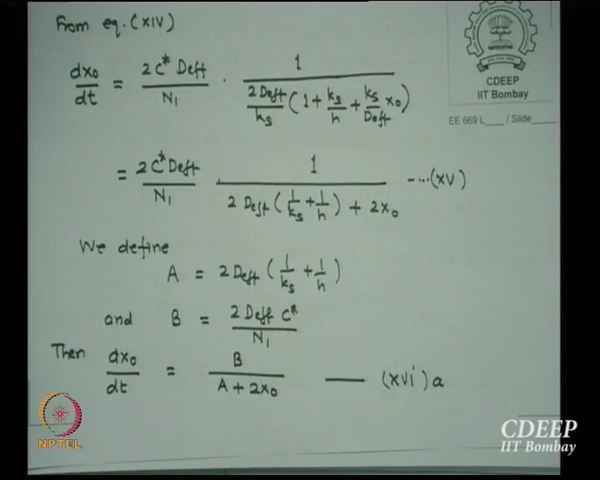 From eq.(XIV)
dx₀/dt = 2C* Deff/N₁ · 1/(2Deff/ks (1 + ks/h + ks/Deff x₀))
= 2C* Deff/N₁ · 1/(2 Deff (1/ks + 1/h) + 2x₀) ----(XV)
We define
A = 2 Deff (1/ks + 1/h)
and B = 2 Deff C*/N₁
Then dx₀/dt = B/(A + 2x₀) —— (XVI) a
CDEEP
IIT Bombay
EE 669 L____ / Slide____
NPTEL
CDEEP
IIT Bombay